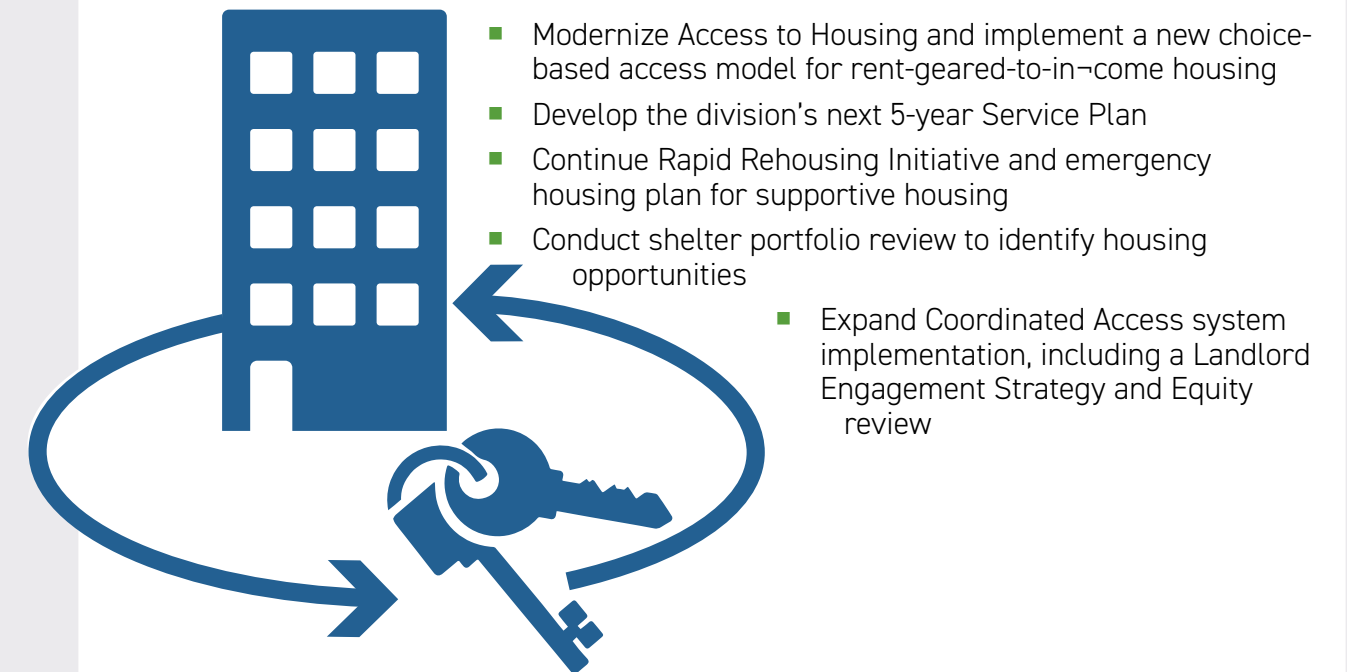 ▪ Modernize Access to Housing and implement a new choice-
based access model for rent-geared-to-in¬come housing
▪ Develop the division's next 5-year Service Plan
▪ Continue Rapid Rehousing Initiative and emergency
housing plan for supportive housing
▪ Conduct shelter portfolio review to identify housing
opportunities
▪ Expand Coordinated Access system
implementation, including a Landlord
Engagement Strategy and Equity
review